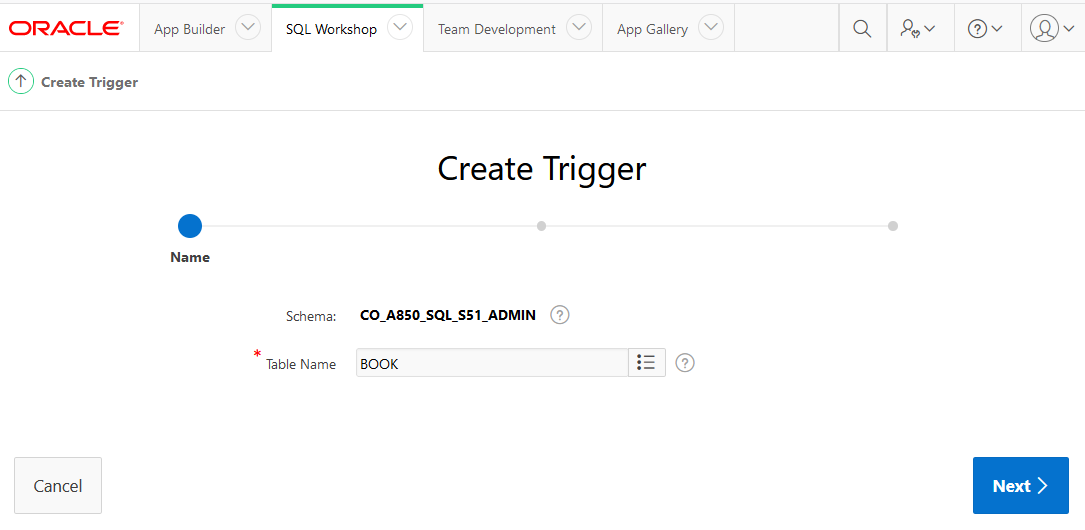 ORACLE App Builder SQL Workshop Team Development App Gallery
Create Trigger
Create Trigger
Name
Schema: CO_A850_SQL_S51_ADMIN ?
* Table Name BOOK ?
Cancel Next